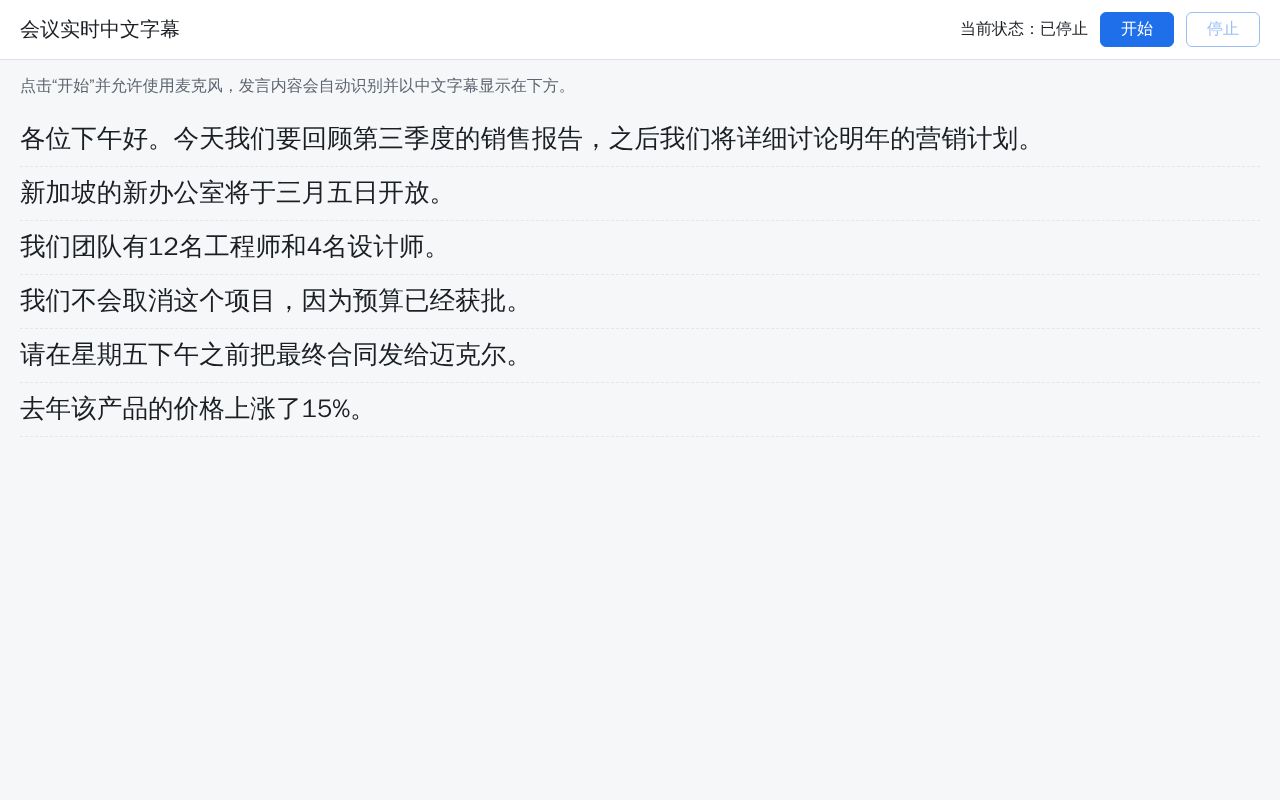 会议实时中文字幕
当前状态：已停止
开始
停止
点击“开始”并允许使用麦克风，发言内容会自动识别并以中文字幕显示在下方。
各位下午好。今天我们要回顾第三季度的销售报告，之后我们将详细讨论明年的营销计划。
新加坡的新办公室将于三月五日开放。
我们团队有12名工程师和4名设计师。
我们不会取消这个项目，因为预算已经获批。
请在星期五下午之前把最终合同发给迈克尔。
去年该产品的价格上涨了15%。